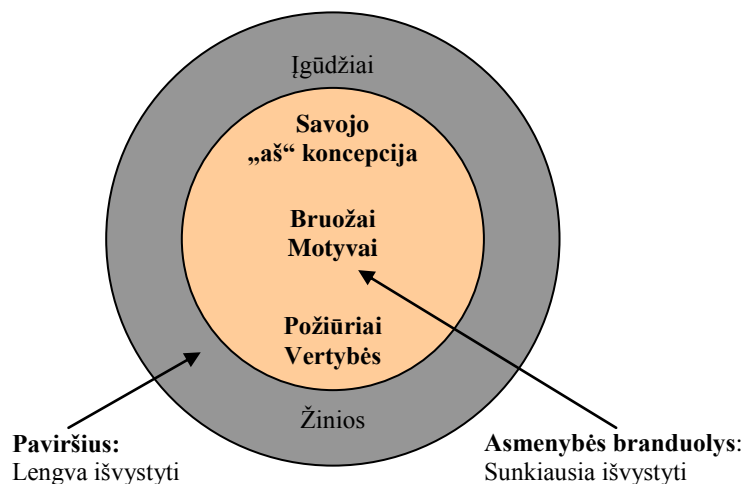 Įgūdžiai
Savojo
„aš“ koncepcija
Bruožai
Motyvai
Požiūriai
Vertybės
Žinios
Paviršius:
Lengva išvystyti
Asmenybės branduolys:
Sunkiausia išvystyti